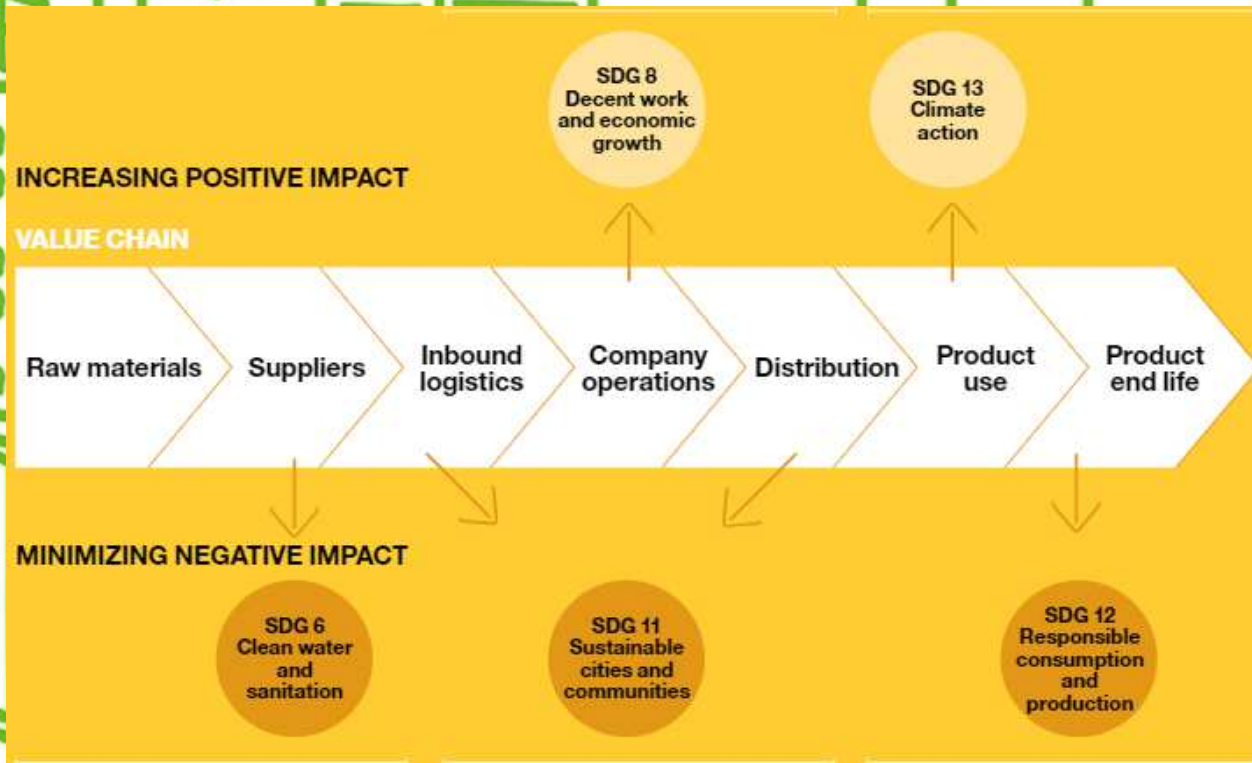 SDG 8
Decent work
and economic
growth
SDG 13
Climate
action
INCREASING POSITIVE IMPACT
VALUE CHAIN
Raw materials
Suppliers
Inbound
logistics
Company
operations
Distribution
Product
use
Product
end life
MINIMIZING NEGATIVE IMPACT
SDG 6
Clean water
and
sanitation
SDG 11
Sustainable
cities and
communities
SDG 12
Responsible
consumption
and
production